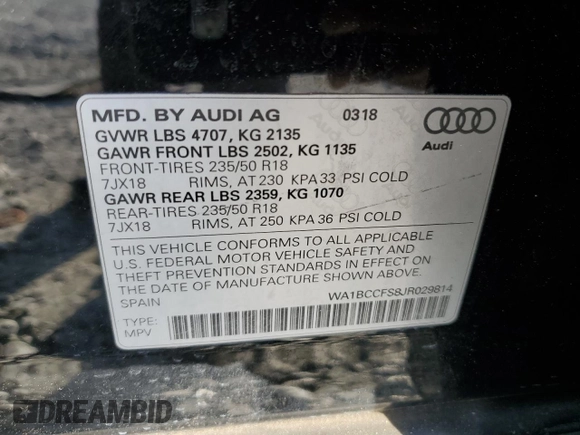 MFD. BY AUDI AG 0318
GVWR LBS 4707, KG 2135
GAWR FRONT LBS 2502, KG 1135
FRONT-TIRES 235/50 R18
7JX18 RIMS, AT 230 KPA 33 PSI COLD
GAWR REAR LBS 2359, KG 1070
REAR-TIRES 235/50 R18
7JX18 RIMS, AT 250 KPA 36 PSI COLD
Audi
THIS VEHICLE CONFORMS TO ALL APPLICABLE
U.S. FEDERAL MOTOR VEHICLE SAFETY AND
THEFT PREVENTION STANDARDS IN EFFECT ON
THE DATE OF MANUFACTURE SHOWN ABOVE.
SPAIN WA1BCCFS8JR029814
TYPE:
MPV
DREAMBID